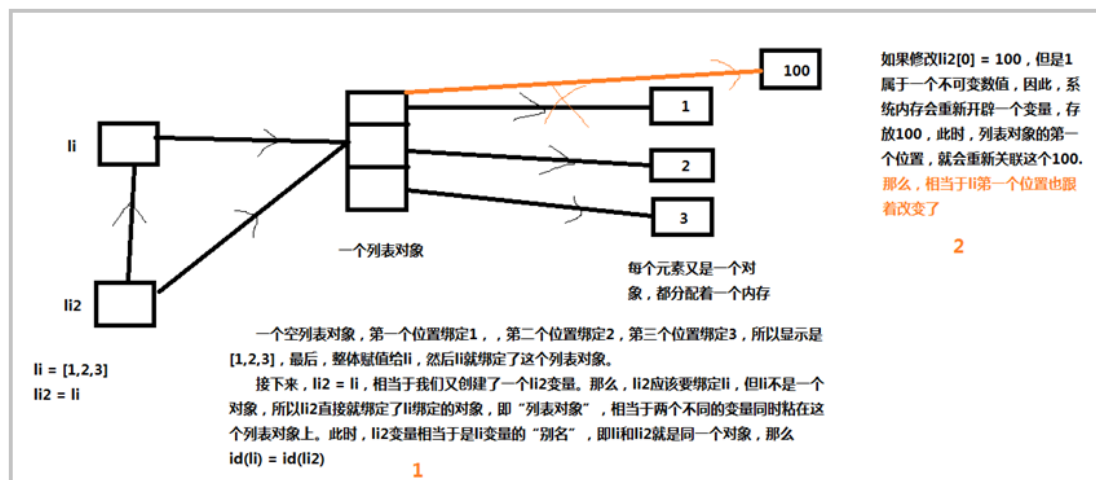 100
如果修改li2[0] = 100，但是1
属于一个不可变数值，因此，系
统内存会重新开辟一个变量，存
放100，此时，列表对象的第一
个位置，就会重新关联这个100.
那么，相当于li第一个位置也跟
着改变了
2
li
1
2
3
一个列表对象
每个元素又是一个对
象，都分配着一个内存
li2
li = [1,2,3]
li2 = li
一个空列表对象，第一个位置绑定1，，第二个位置绑定2，第三个位置绑定3，所以显示是
[1,2,3]，最后，整体赋值给li，然后li就绑定了这个列表对象。
接下来，li2 = li，相当于我们又创建了一个li2变量。那么，li2应该要绑定li，但li不是一个
对象，所以li2直接就绑定了li绑定的对象，即“列表对象”，相当于两个不同的变量同时粘在这
个列表对象上。此时，li2变量相当于是li变量的“别名”，即li和li2就是同一个对象，那么
id(li) = id(li2)
1